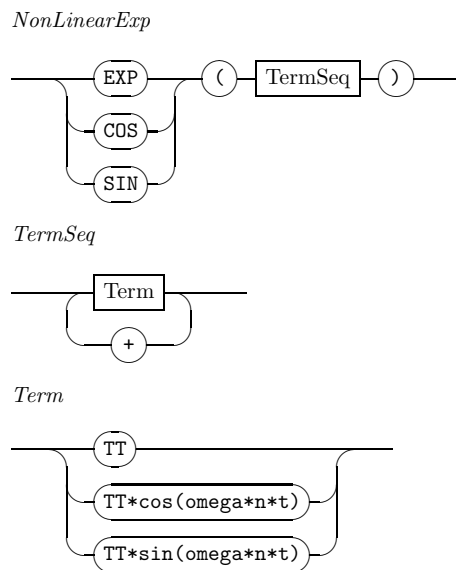 NonLinearExp
EXP ( TermSeq )
COS
SIN
TermSeq
Term
+
Term
TT
TT*cos(omega*n*t)
TT*sin(omega*n*t)